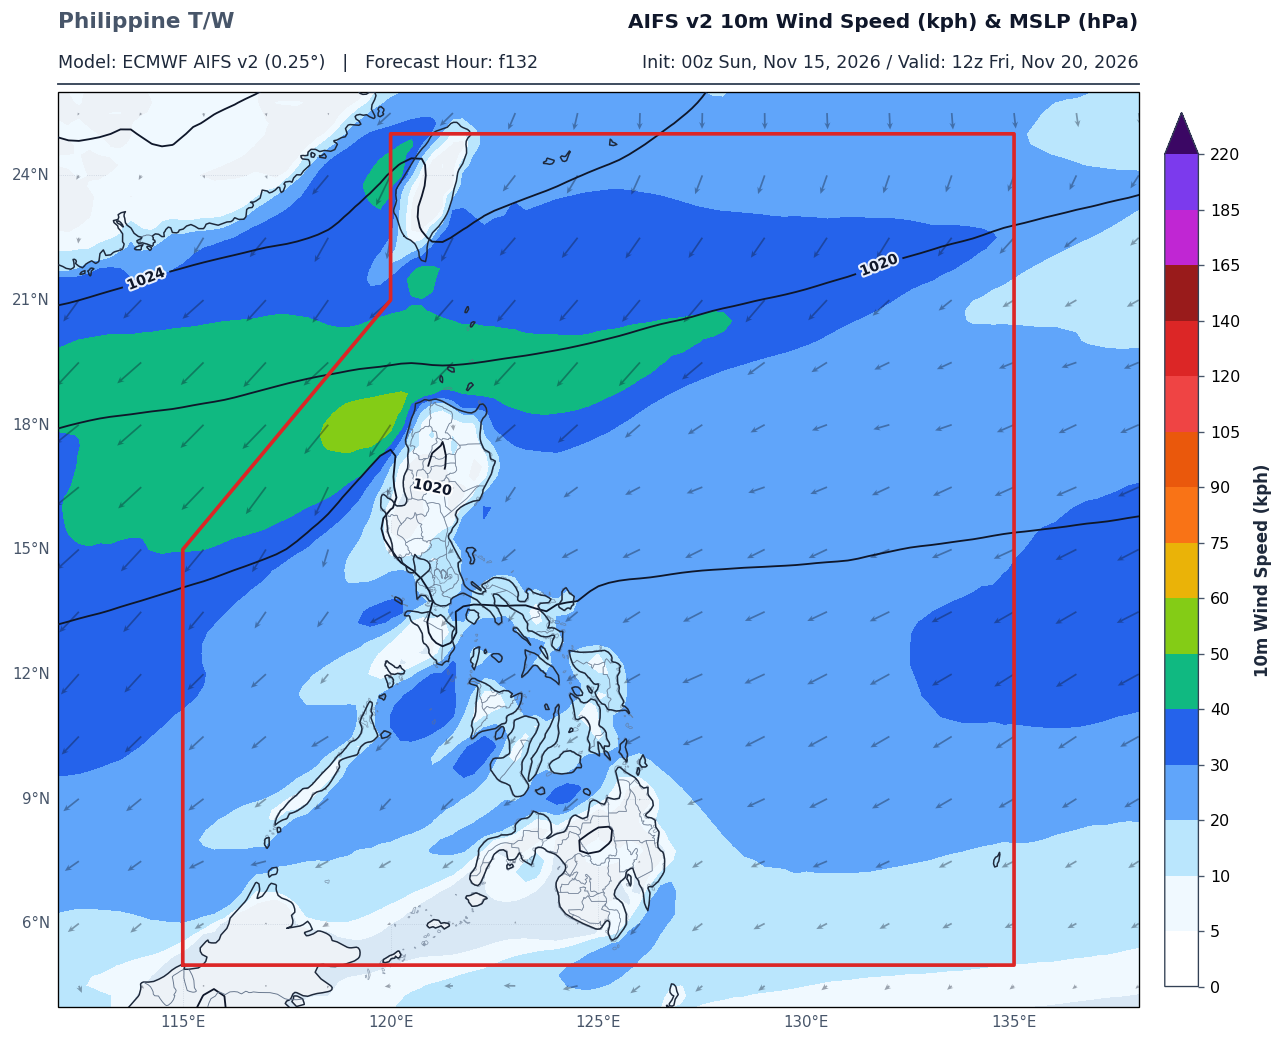 Philippine T/W
AIFS v2 10m Wind Speed (kph) & MSLP (hPa)
Model: ECMWF AIFS v2 (0.25°) | Forecast Hour: f132
Init: 00z Sun, Nov 15, 2026 / Valid: 12z Fri, Nov 20, 2026
24°N
21°N
18°N
15°N
12°N
9°N
6°N
1024
1020
1020
115°E
120°E
125°E
130°E
135°E
220
185
165
140
120
105
90
75
60
50
40
30
20
10
5
0
10m Wind Speed (kph)